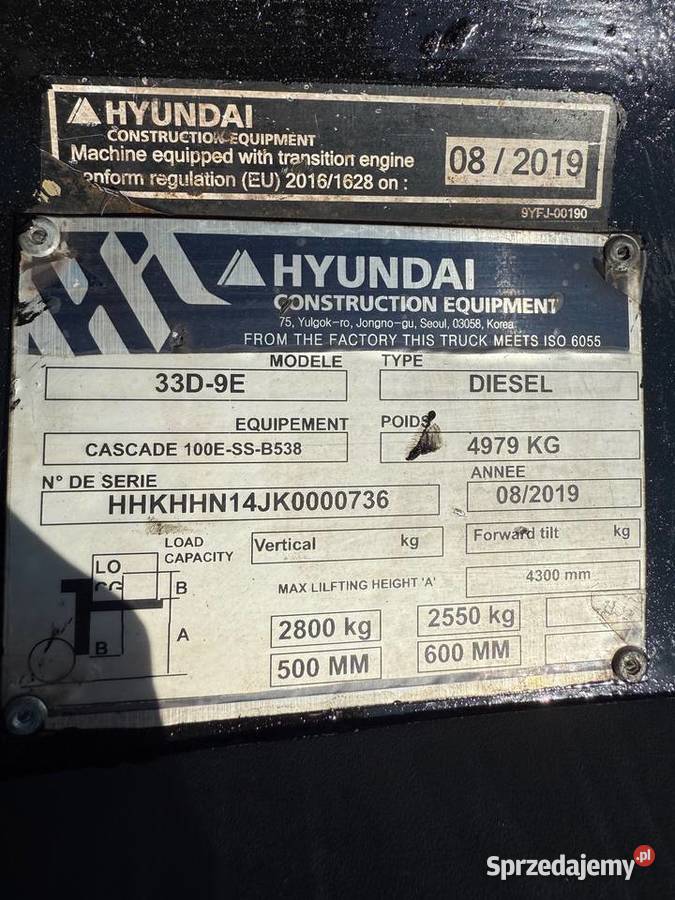 HYUNDAI
CONSTRUCTION EQUIPMENT
Machine equipped with transition engine
enform regulation (EU) 2016/1628 on :
08 / 2019
9YFJ-00190
HYUNDAI
CONSTRUCTION EQUIPMENT
75, Yulgok-ro, Jongno-gu, Seoul, 03058, Korea
FROM THE FACTORY THIS TRUCK MEETS ISO 6055
MODELE TYPE
33D-9E DIESEL
EQUIPEMENT POIDS
CASCADE 100E-SS-B538 4979 KG
N° DE SERIE ANNEE
HHKHHN14JK0000736 08/2019
LOAD CAPACITY
Vertical kg
Forward tilt kg
LO
CG
B
A
B
MAX LILFTING HEIGHT 'A' 4300 mm
2800 kg 2550 kg
500 MM 600 MM
Sprzedajemy.pl